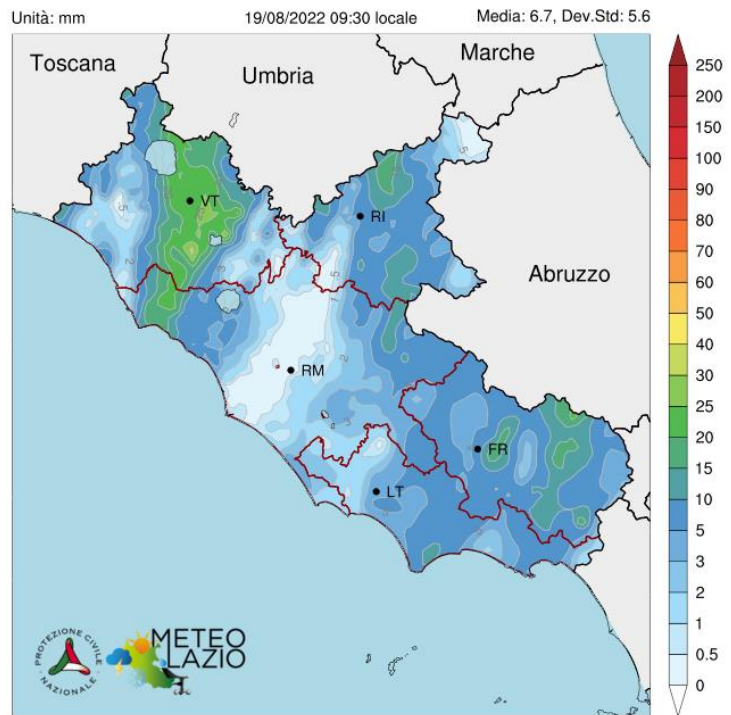 Unità: mm 19/08/2022 09:30 locale Media: 6.7, Dev.Std: 5.6
Toscana
Umbria
Marche
Abruzzo
VT
RI
RM
FR
LT
250
200
150
100
90
80
70
60
50
40
30
25
20
15
10
5
3
2
1
0.5
0
PROTEZIONE CIVILE
NAZIONALE
METEO
LAZIO